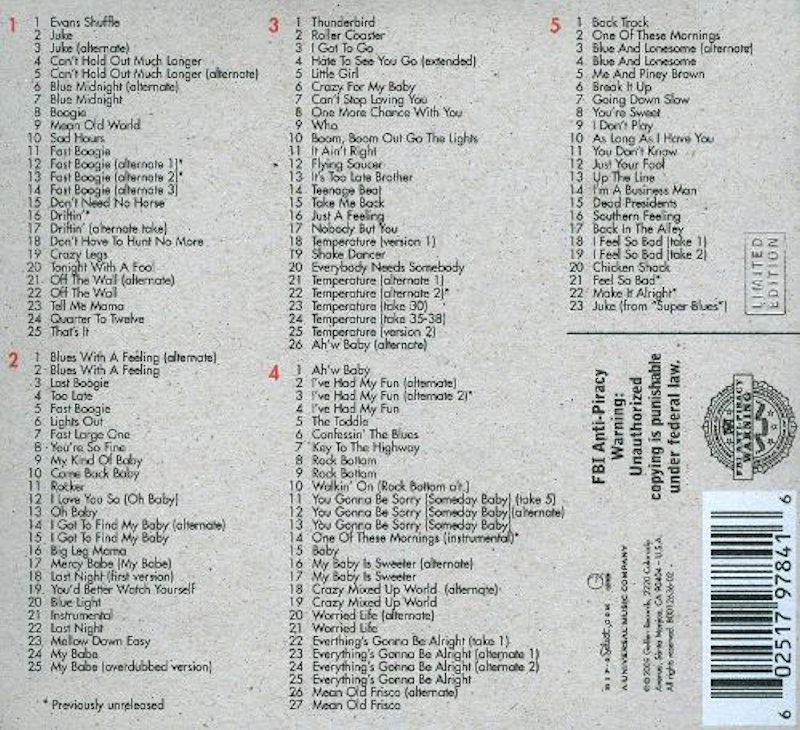 1
1 Evans Shuffle
2 Juke
3 Juke (alternate)
4 Can't Hold Out Much Longer
5 Can't Hold Out Much Longer (alternate)
6 Blue Midnight (alternate)
7 Blue Midnight
8 Boogie
9 Mean Old World
10 Sad Hours
11 Fast Boogie
12 Fast Boogie (alternate 1)*
13 Fast Boogie (alternate 2)*
14 Fast Boogie (alternate 3)
15 Don't Need No Horse
16 Driftin'*
17 Driftin' (alternate take)
18 Don't Have To Hunt No More
19 Crazy Legs
20 Tonight With A Fool
21 Off The Wall (alternate)
22 Off The Wall
23 Tell Me Mama
24 Quarter To Twelve
25 That's It
2
1 Blues With A Feeling (alternate)
2 Blues With A Feeling
3 Last Boogie
4 Too Late
5 Fast Boogie
6 Lights Out
7 Fast Large One
8 You're So Fine
9 My Kind Of Baby
10 Come Back Baby
11 Rocker
12 I Love You So (Oh Baby)
13 Oh Baby
14 I Got To Find My Baby (alternate)
15 I Got To Find My Baby
16 Big Leg Mama
17 Mercy Babe (My Babe)
18 Last Night (first version)
19 You'd Better Watch Yourself
20 Blue Light
21 Instrumental
22 Last Night
23 Mellow Down Easy
24 My Babe
25 My Babe (overdubbed version)
* Previously unreleased
3
1 Thunderbird
2 Roller Coaster
3 I Got To Go
4 Hate To See You Go (extended)
5 Little Girl
6 Crazy For My Baby
7 Can't Stop Loving You
8 One More Chance With You
9 Who
10 Boom, Boom Out Go The Lights
11 It Ain't Right
12 Flying Saucer
13 It's Too Late Brother
14 Teenage Beat
15 Take Me Back
16 Just A Feeling
17 Nobody But You
18 Temperature (version 1)
19 Shake Dancer
20 Everybody Needs Somebody
21 Temperature (alternate 1)
22 Temperature (alternate 2)*
23 Temperature (take 30)
24 Temperature (take 35-38)
25 Temperature (version 2)
26 Ah'w Baby (alternate)
4
1 Ah'w Baby
2 I've Had My Fun (alternate)
3 I've Had My Fun (alternate 2)*
4 I've Had My Fun
5 The Toddle
6 Confessin' The Blues
7 Key To The Highway
8 Rock Bottom
9 Rock Bottom
10 Walkin' On (Rock Bottom alt.)
11 You Gonna Be Sorry [Someday Baby] (take 5)
12 You Gonna Be Sorry [Someday Baby](alternate)
13 You Gonna Be Sorry [Someday Baby]
14 One Of These Mornings (instrumental)*
15 Baby
16 My Baby Is Sweeter (alternate)
17 My Baby Is Sweeter
18 Crazy Mixed Up World (alternate)
19 Crazy Mixed Up World
20 Worried Life (alternate)
21 Worried Life
22 Everthing's Gonna Be Alright (take 1)
23 Everything's Gonna Be Alright (alternate 1)
24 Everything's Gonna Be Alright (alternate 2)
25 Everything's Gonna Be Alright
26 Mean Old Frisco (alternate)
27 Mean Old Frisco
5
1 Back Track
2 One Of These Mornings
3 Blue And Lonesome (alternate)
4 Blue And Lonesome
5 Me And Piney Brown
6 Break It Up
7 Going Down Slow
8 You're Sweet
9 I Don't Play
10 As Long As I Have You
11 You Don't Know
12 Just Your Fool
13 Up The Line
14 I'm A Business Man
15 Dead Presidents
16 Southern Feeling
17 Back In The Alley
18 I Feel So Bad (take 1)
19 I Feel So Bad (take 2)
20 Chicken Shack
21 Feel So Bad*
22 Make It Alright*
23 Juke (from "Super Blues")
LIMITED
EDITION
FBI Anti-Piracy
Warning:
Unauthorized
copying is punishable
under federal law.
FBI ANTI-PIRACY
WARNING
A UNIVERSAL MUSIC COMPANY
2009 Geffen Records, 2220 Colorado
Avenue, Santa Monica, CA 90404 - U.S.A.
All rights reserved. B0012636-02
6 02517 97841 6